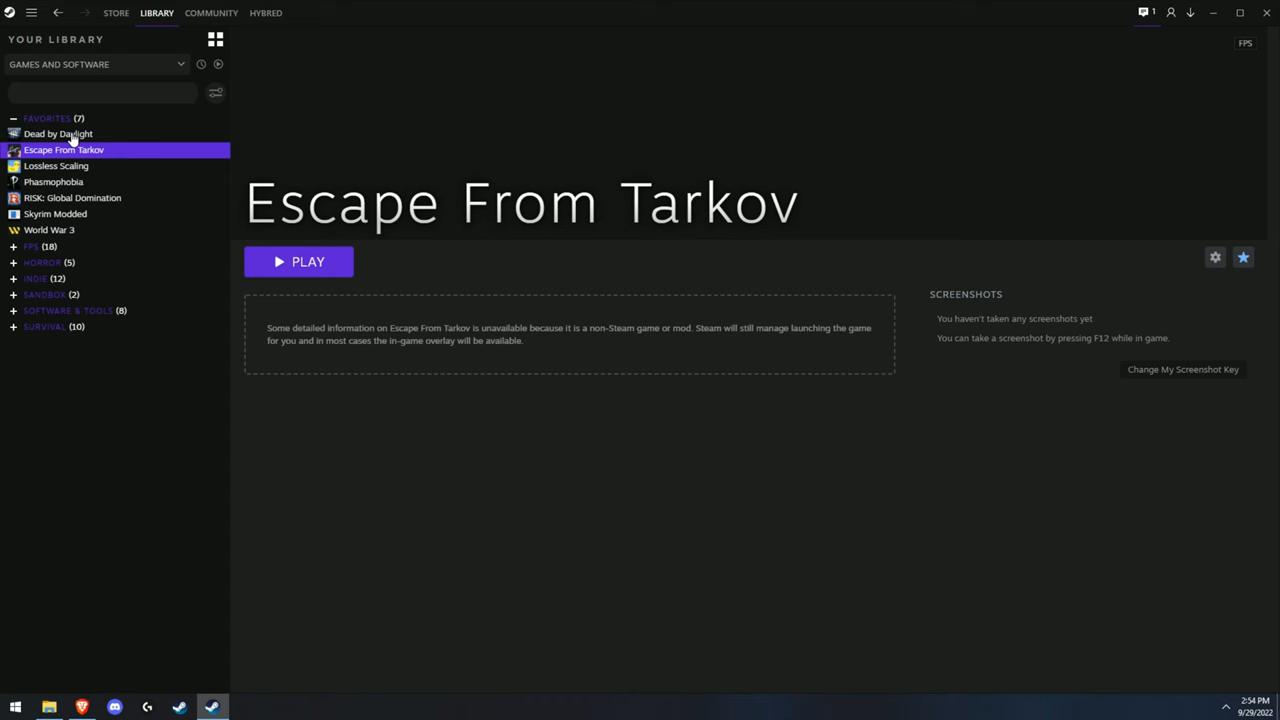 STORE LIBRARY COMMUNITY HYBRED 1
YOUR LIBRARY
FPS
GAMES AND SOFTWARE
FAVORITES (7)
Dead by Daylight
Escape From Tarkov
Lossless Scaling
Phasmophobia
RISK: Global Domination
Skyrim Modded
World War 3
FPS (18)
HORROR (5)
INDIE (12)
SANDBOX (2)
SOFTWARE & TOOLS (8)
SURVIVAL (10)
Escape From Tarkov
PLAY
Some detailed information on Escape From Tarkov is unavailable because it is a non-Steam game or mod. Steam will still manage launching the game
for you and in most cases the in-game overlay will be available.
SCREENSHOTS
You haven't taken any screenshots yet
You can take a screenshot by pressing F12 while in game.
Change My Screenshot Key
2:54 PM
9/29/2022